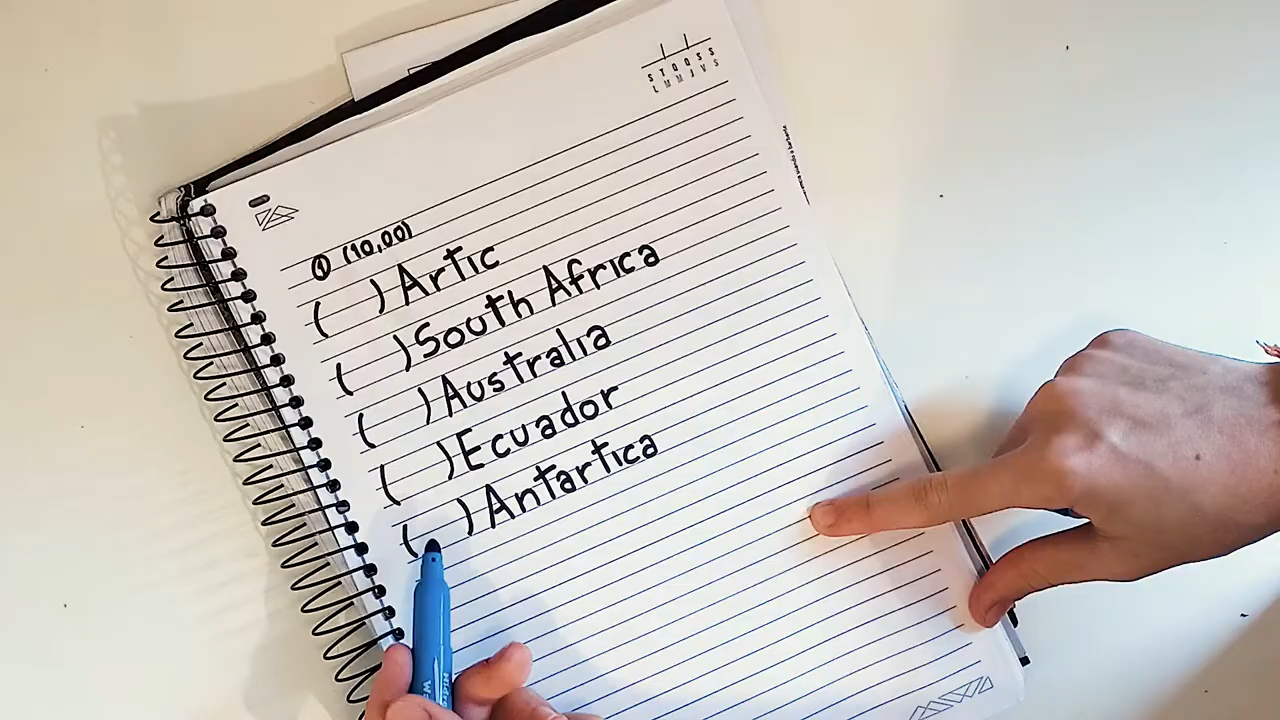 S T Q Q S S
L M M J V S
① (10,00)
( ) Artic
( ) South Africa
( ) Australia
( ) Ecuador
( ) Antartica